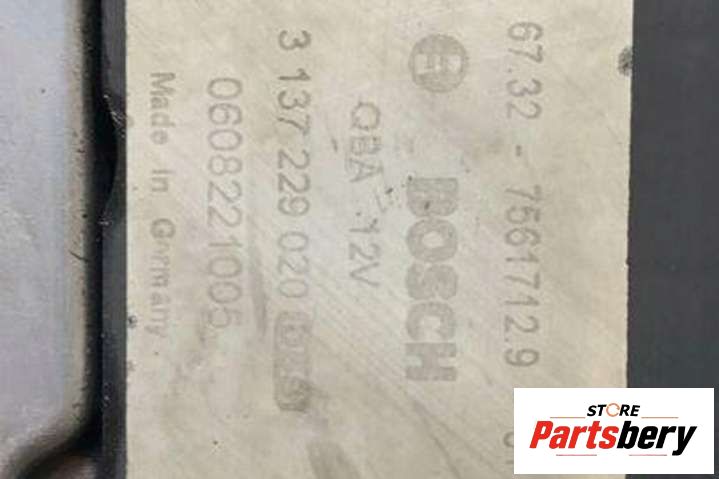 67.32 - 7561712.9
BOSCH
QBA 12V
3 137 229 020
0608221005
Made In Germany
STORE
Partsbery